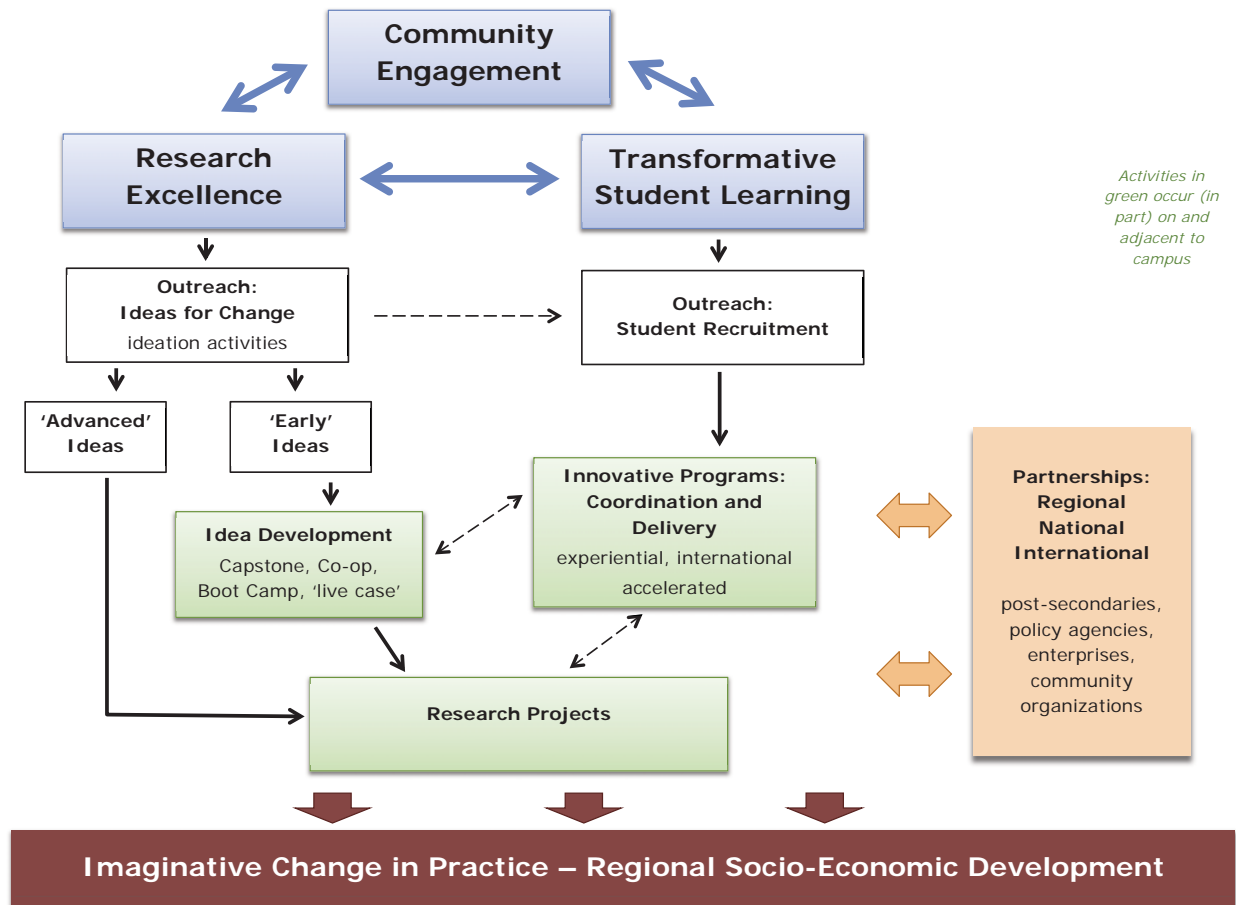 Community
Engagement
Research
Excellence
Transformative
Student Learning
Activities in
green occur (in
part) on and
adjacent to
campus
Outreach:
Ideas for Change
ideation activities
Outreach:
Student Recruitment
‘Advanced’
Ideas
‘Early’
Ideas
Innovative Programs:
Coordination and
Delivery
experiential, international
accelerated
Partnerships:
Regional
National
International
post-secondaries,
policy agencies,
enterprises,
community
organizations
Idea Development
Capstone, Co-op,
Boot Camp, ‘live case’
Research Projects
Imaginative Change in Practice – Regional Socio-Economic Development